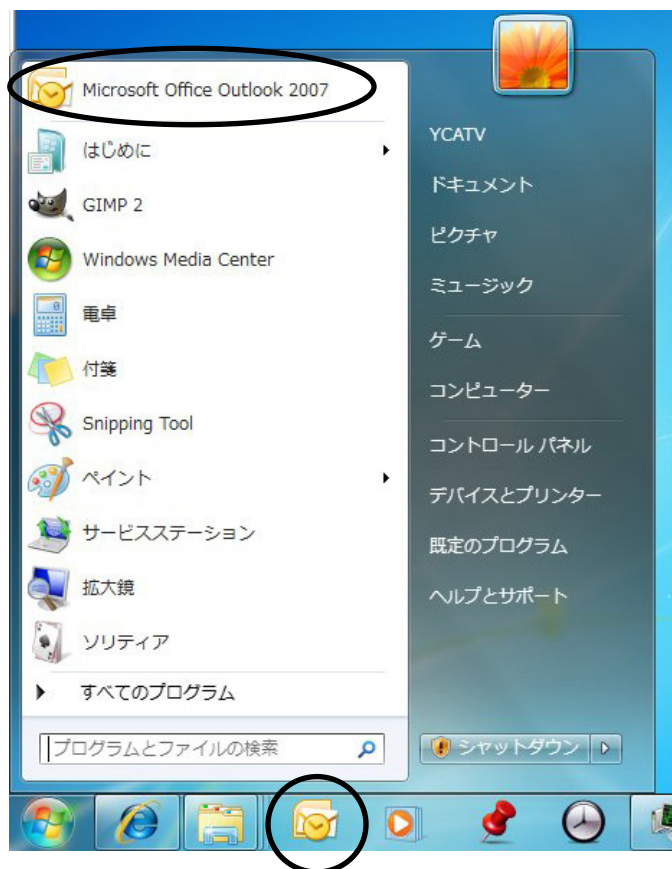 Microsoft Office Outlook 2007
はじめに
GIMP 2
Windows Media Center
電卓
付箋
Snipping Tool
ペイント
サービスステーション
拡大鏡
ソリティア
すべてのプログラム
プログラムとファイルの検索
YCATV
ドキュメント
ピクチャ
ミュージック
ゲーム
コンピューター
コントロール パネル
デバイスとプリンター
既定のプログラム
ヘルプとサポート
シャットダウン